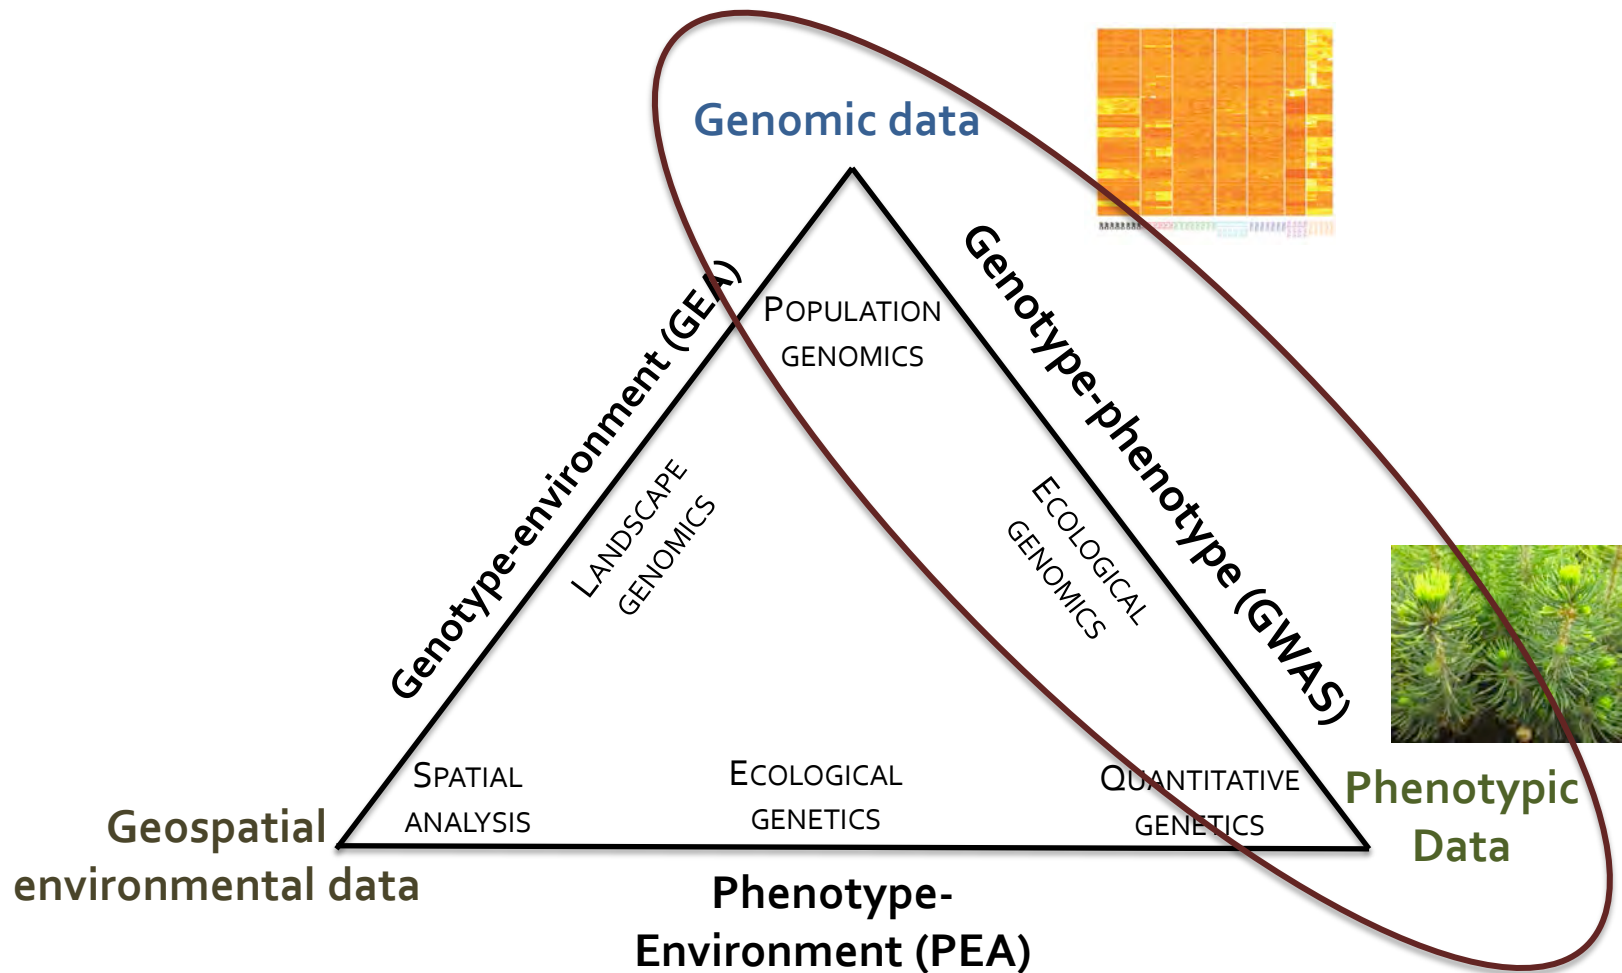 Genomic data
Genotype-environment (GEA)
Genotype-phenotype (GWAS)
POPULATION
GENOMICS
LANDSCAPE
GENOMICS
ECOLOGICAL
GENOMICS
SPATIAL
ANALYSIS
ECOLOGICAL
GENETICS
QUANTITATIVE
GENETICS
Geospatial
environmental data
Phenotypic
Data
Phenotype-
Environment (PEA)